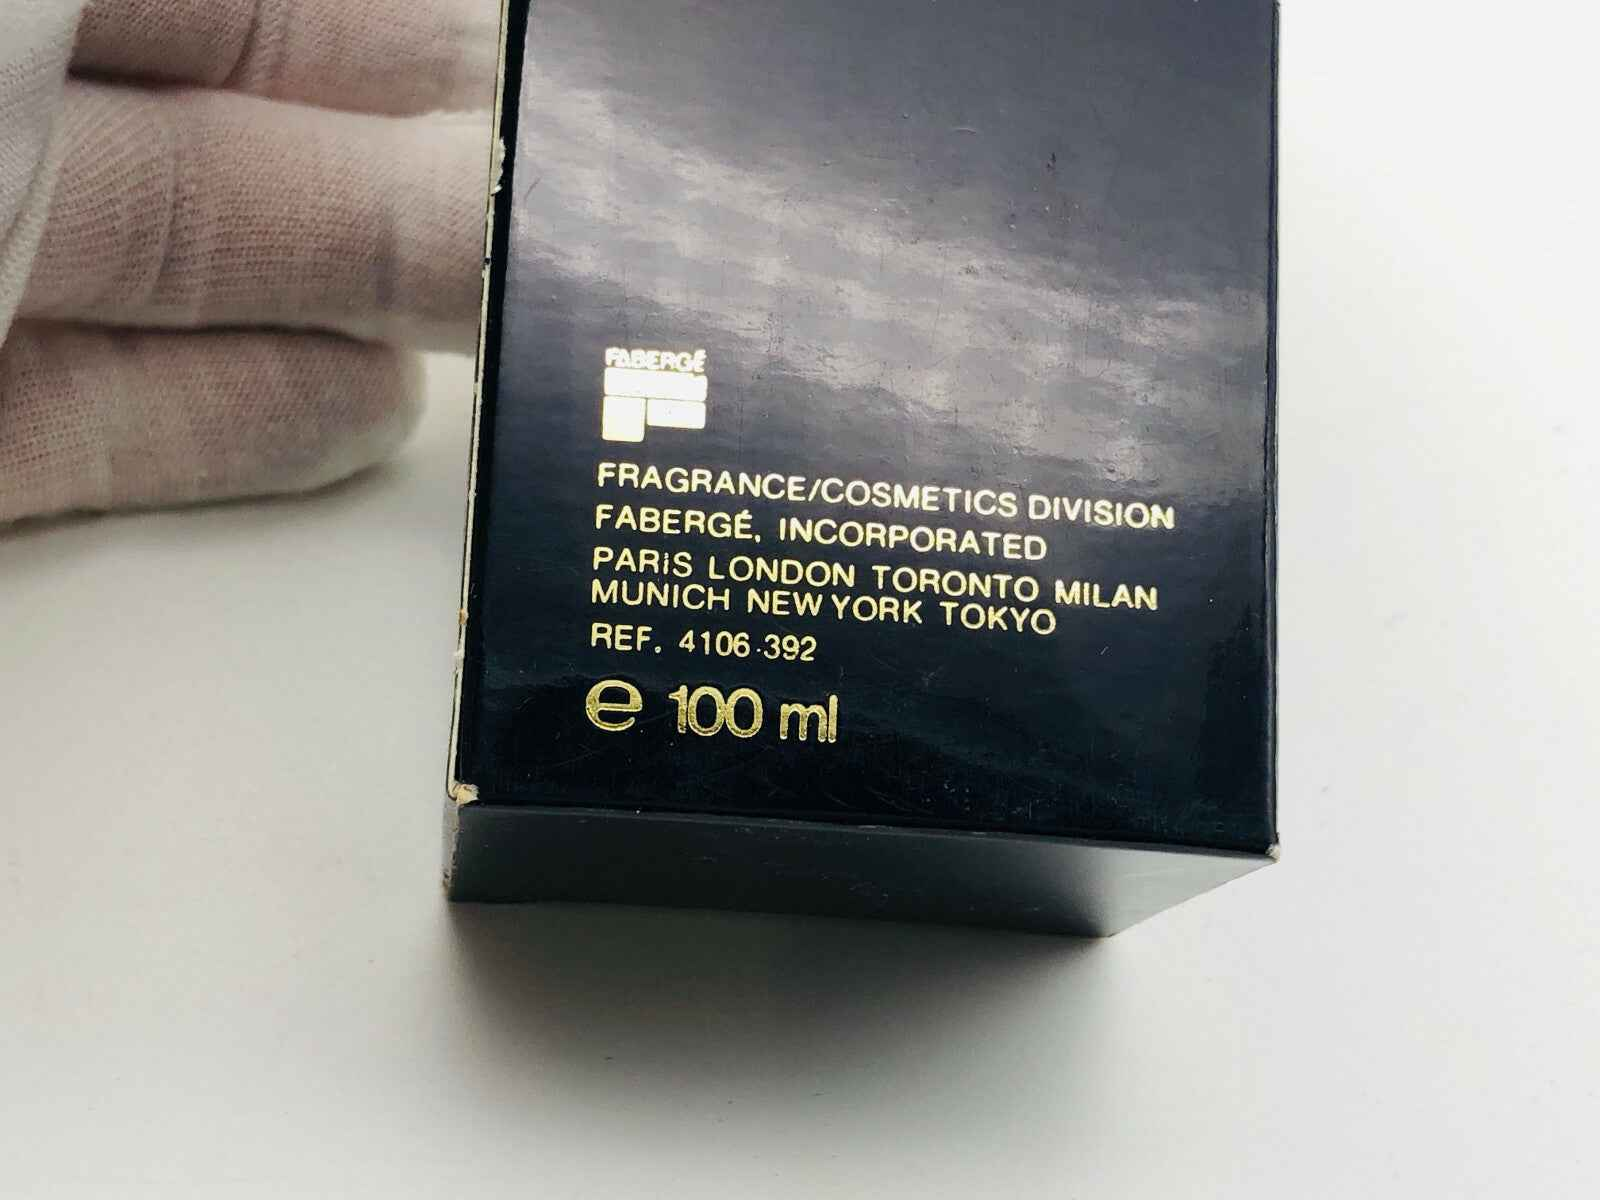 FABERGÉ
FRAGRANCE/COSMETICS DIVISION
FABERGÉ, INCORPORATED
PARIS LONDON TORONTO MILAN
MUNICH NEW YORK TOKYO
REF. 4106-392
e 100 ml